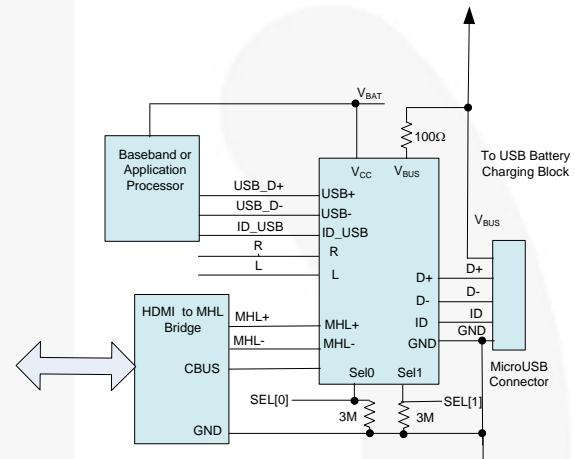 VBAT
100Ω
Baseband or
Application
Processor
VCC
VBUS
To USB Battery
Charging Block
USB_D+
USB+
USB_D-
USB-
ID_USB
ID_USB
R
R
L
L
VBUS
D+
D+
D-
D-
ID
ID
GND
GND
HDMI to MHL
Bridge
MHL+
MHL+
MHL-
MHL-
CBUS
MicroUSB
Connector
Sel0
Sel1
SEL[0]
SEL[1]
3M
3M
GND